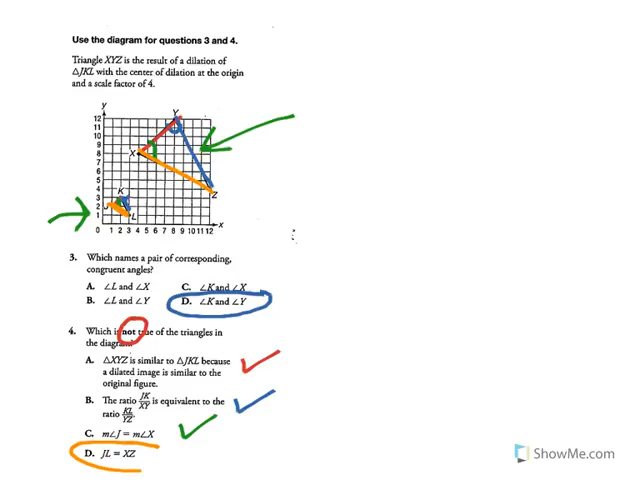 Use the diagram for questions 3 and 4.
Triangle XYZ is the result of a dilation of
△JKL with the center of dilation at the origin
and a scale factor of 4.
y
12
11
10
9
8
7
6
5
4
3
2
1
0 1 2 3 4 5 6 7 8 9 10 11 12
x
Y
X
Z
K
J
L
3. Which names a pair of corresponding,
congruent angles?
A. ∠L and ∠X
C. ∠K and ∠X
B. ∠L and ∠Y
D. ∠K and ∠Y
4. Which is not true of the triangles in
the diagram
A. △XYZ is similar to △JKL because
a dilated image is similar to the
original figure.
B. The ratio JK/XY is equivalent to the
ratio KL/YZ.
C. m∠J = m∠X
D. JL = XZ
ShowMe.com